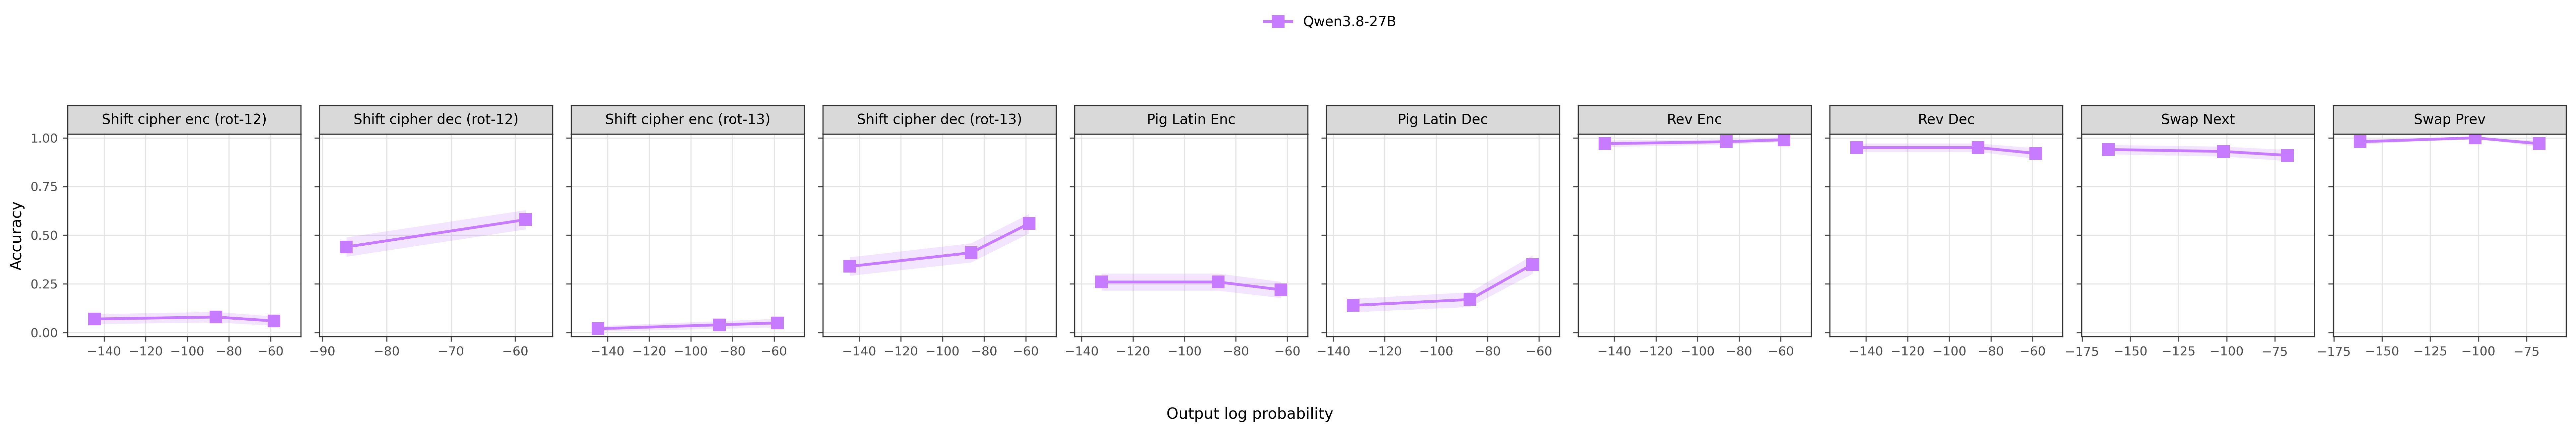 Qwen3.8-27B
Shift cipher enc (rot-12) Shift cipher dec (rot-12) Shift cipher enc (rot-13) Shift cipher dec (rot-13) Pig Latin Enc Pig Latin Dec Rev Enc Rev Dec Swap Next Swap Prev
1.00
0.75
0.50
0.25
0.00
Accuracy
−140 −120 −100 −80 −60 −90 −80 −70 −60 −140 −120 −100 −80 −60 −140 −120 −100 −80 −60 −140 −120 −100 −80 −60 −140 −120 −100 −80 −60 −140 −120 −100 −80 −60 −140 −120 −100 −80 −60 −175 −150 −125 −100 −75 −175 −150 −125 −100 −75
Output log probability